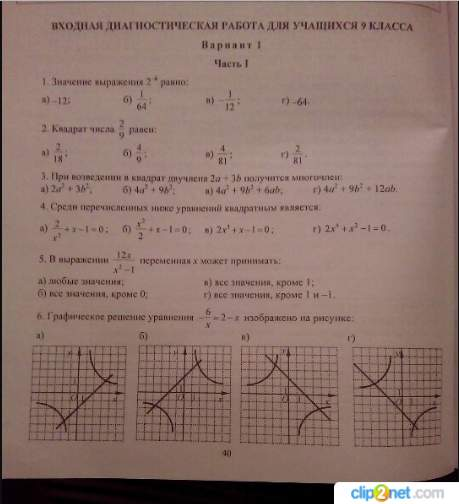 ВХОДНАЯ ДИАГНОСТИЧЕСКАЯ РАБОТА ДЛЯ УЧАЩИХСЯ 9 КЛАССА
Вариант 1
Часть I
1. Значение выражения 2⁻⁶ равно:
а) –12; б) 1/64; в) –1/12; г) –64.
2. Квадрат числа 2/9 равен:
а) 2/18; б) 4/9; в) 4/81; г) 2/81.
3. При возведении в квадрат двучлена 2a + 3b получится многочлен:
а) 2a² + 3b²; б) 4a² + 9b²; в) 4a² + 9b² + 6ab; г) 4a² + 9b² + 12ab.
4. Среди перечисленных ниже уравнений квадратным является:
а) 2/x² + x – 1 = 0; б) x²/2 + x – 1 = 0; в) 2x³ + x – 1 = 0; г) 2x⁴ + x² – 1 = 0.
5. В выражении 12x/x² – 1 переменная x может принимать:
а) любые значения; в) все значения, кроме 1;
б) все значения, кроме 0; г) все значения, кроме 1 и –1.
6. Графическое решение уравнения –6/x = 2 – x изображено на рисунке:
а) б) в) г)
40
clip2net.com